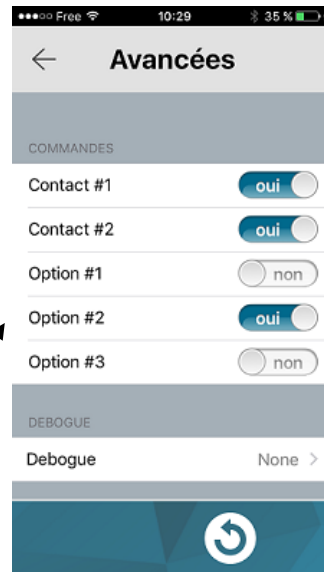 Free 10:29 35 %
Avancées
COMMANDES
Contact #1 oui
Contact #2 oui
Option #1 non
Option #2 oui
Option #3 non
DEBOGUE
Debogue None